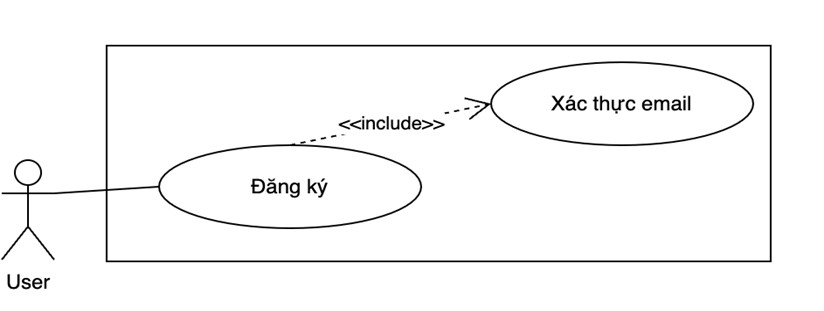 Xác thực email
<<include>>
Đăng ký
User